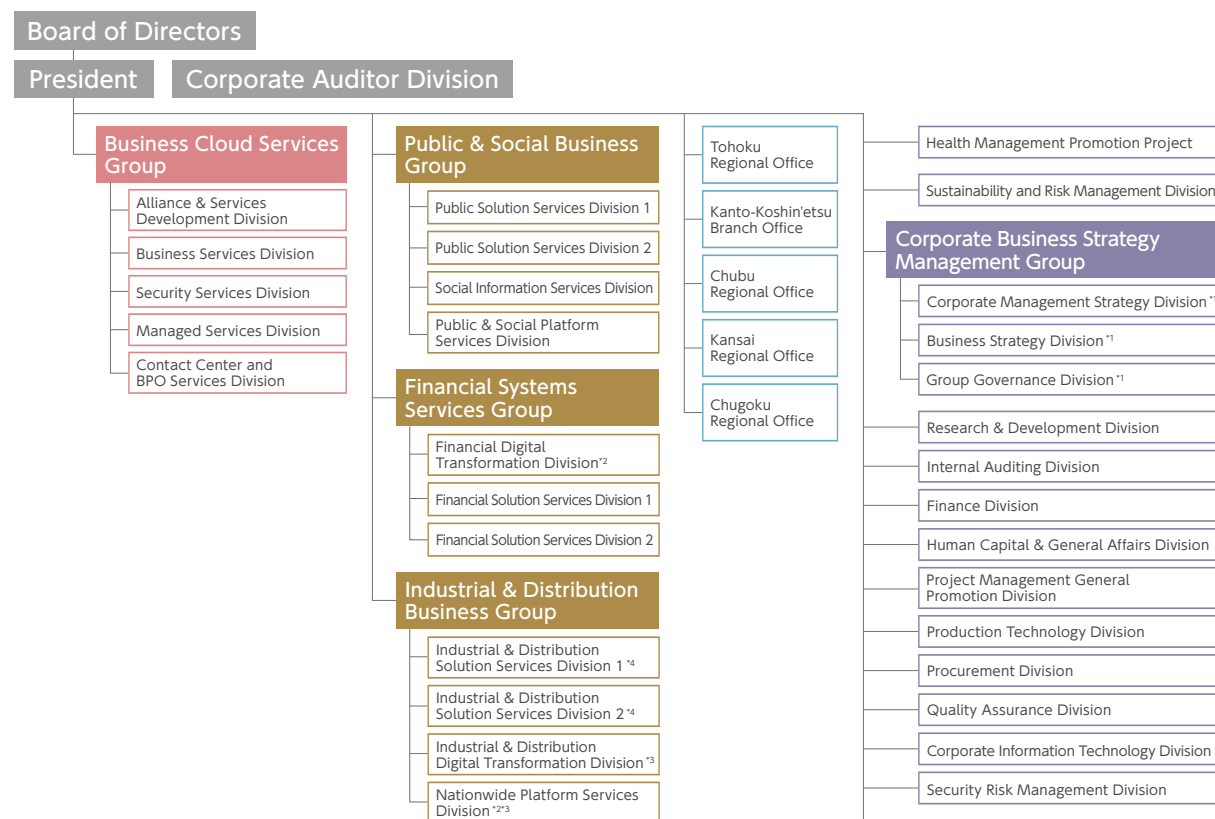 Board of Directors
President
Corporate Auditor Division
Business Cloud Services
Group
Alliance & Services
Development Division
Business Services Division
Security Services Division
Managed Services Division
Contact Center and
BPO Services Division
Public & Social Business
Group
Public Solution Services Division 1
Public Solution Services Division 2
Social Information Services Division
Public & Social Platform
Services Division
Financial Systems
Services Group
Financial Digital
Transformation Division*2
Financial Solution Services Division 1
Financial Solution Services Division 2
Industrial & Distribution
Business Group
Industrial & Distribution
Solution Services Division 1 *4
Industrial & Distribution
Solution Services Division 2 *4
Industrial & Distribution
Digital Transformation Division *3
Nationwide Platform Services
Division *2*3
Tohoku
Regional Office
Kanto-Koshin'etsu
Branch Office
Chubu
Regional Office
Kansai
Regional Office
Chugoku
Regional Office
Health Management Promotion Project
Sustainability and Risk Management Division
Corporate Business Strategy
Management Group
Corporate Management Strategy Division
Business Strategy Division *1
Group Governance Division *1
Research & Development Division
Internal Auditing Division
Finance Division
Human Capital & General Affairs Division
Project Management General
Promotion Division
Production Technology Division
Procurement Division
Quality Assurance Division
Corporate Information Technology Division
Security Risk Management Division